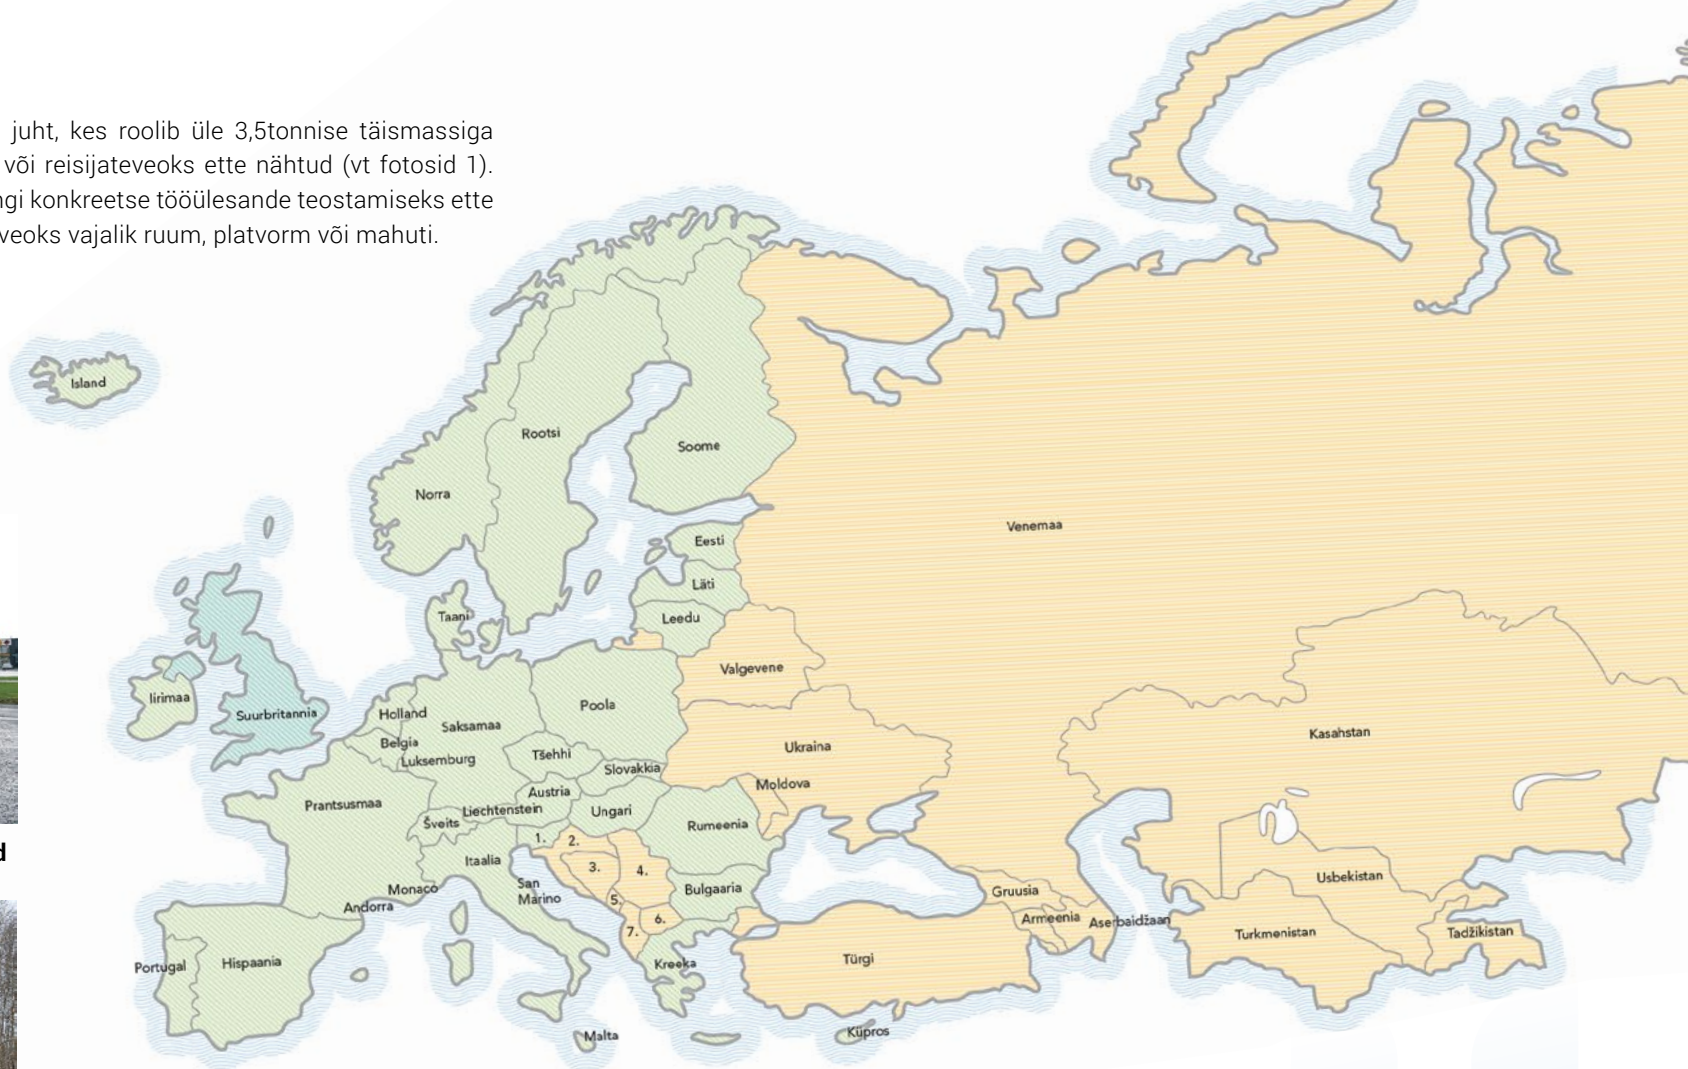 juht, kes roolib üle 3,5tonnise täismassiga
või reisijateveoks ette nähtud (vt fotosid 1).
ngi konkreetse tööülesande teostamiseks ette
veoks vajalik ruum, platvorm või mahuti.
Island
Rootsi
Soome
Norra
Venemaa
Eesti
Läti
Taani
Leedu
Valgevene
Iirimaa
Suurbritannia
Holland
Saksamaa
Poola
Kasahstan
Belgia
Luksemburg
Tšehhi
Ukraina
Slovakkia
Moldova
Prantsusmaa
Austria
Liechtenstein
Ungari
Šveits
Rumeenia
1.
2.
d
Itaalia
3.
4.
Usbekistan
Monaco
San
Marino
Bulgaaria
Gruusia
5.
Andorra
6.
Armeenia
Aserbaidžaan
7.
Turkmenistan
Tadžikistan
Portugal
Hispaania
Kreeka
Türgi
Malta
Küpros